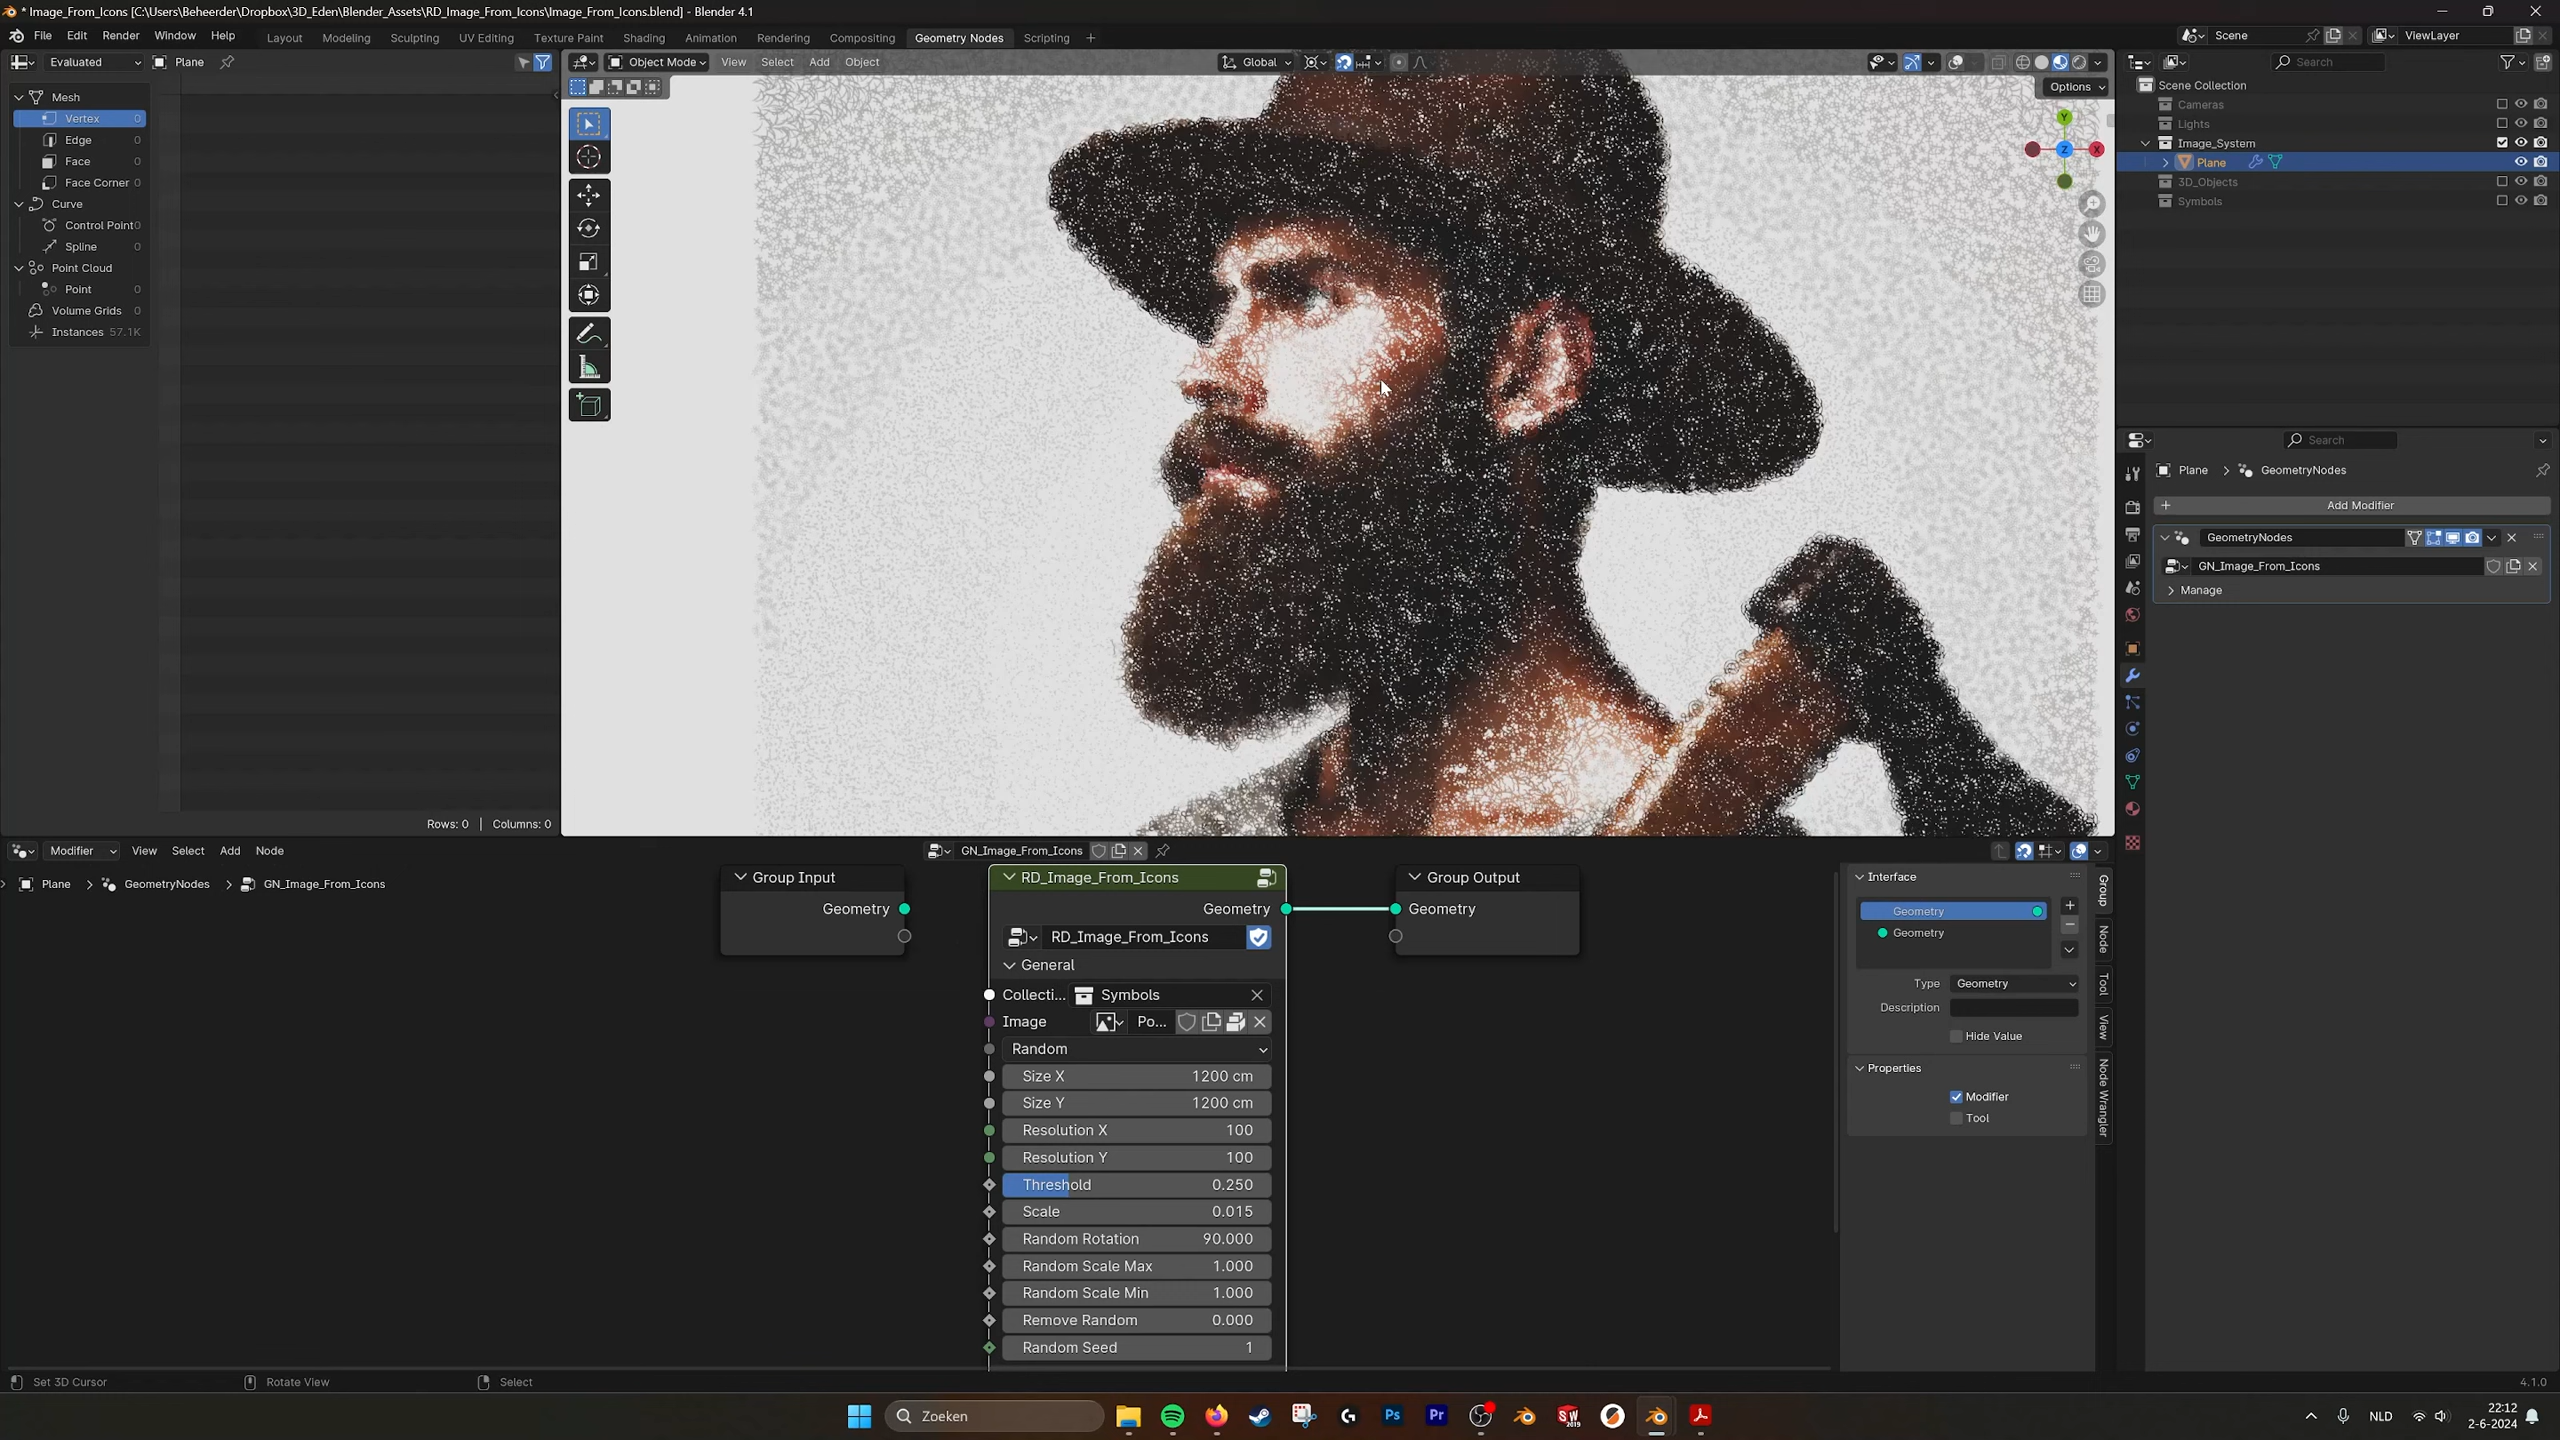 * Image_From_Icons [C:\Users\Beheerder\Dropbox\3D_Eden\Blender_Assets\RD_Image_From_Icons\Image_From_Icons.blend] - Blender 4.1
File Edit Render Window Help Layout Modeling Sculpting UV Editing Texture Paint Shading Animation Rendering Compositing Geometry Nodes Scripting + Scene ViewLayer
Evaluated Plane
Object Mode View Select Add Object Global
Search
Options
Mesh
Vertex 0
Edge 0
Face 0
Face Corner 0
Curve
Control Point 0
Spline 0
Point Cloud
Point 0
Volume Grids 0
Instances 57.1K
Rows: 0 | Columns: 0
Y
Z
X
Scene Collection
Cameras
Lights
Image_System
Plane
3D_Objects
Symbols
Search
Plane > GeometryNodes
+ Add Modifier
GeometryNodes
GN_Image_From_Icons
Manage
Modifier View Select Add Node GN_Image_From_Icons
Plane > GeometryNodes > GN_Image_From_Icons
Group Input
Geometry
RD_Image_From_Icons
Geometry
RD_Image_From_Icons
General
Collecti... Symbols
Image Po...
Random
Size X 1200 cm
Size Y 1200 cm
Resolution X 100
Resolution Y 100
Threshold 0.250
Scale 0.015
Random Rotation 90.000
Random Scale Max 1.000
Random Scale Min 1.000
Remove Random 0.000
Random Seed 1
Group Output
Geometry
Interface
Geometry
Geometry
Type Geometry
Description
Hide Value
Properties
Modifier
Tool
Group
Node
Tool
View
Node Wrangler
Set 3D Cursor Rotate View Select 4.1.0
Zoeken
Ps
Pr
SW
2019
NLD
22:12
2-6-2024